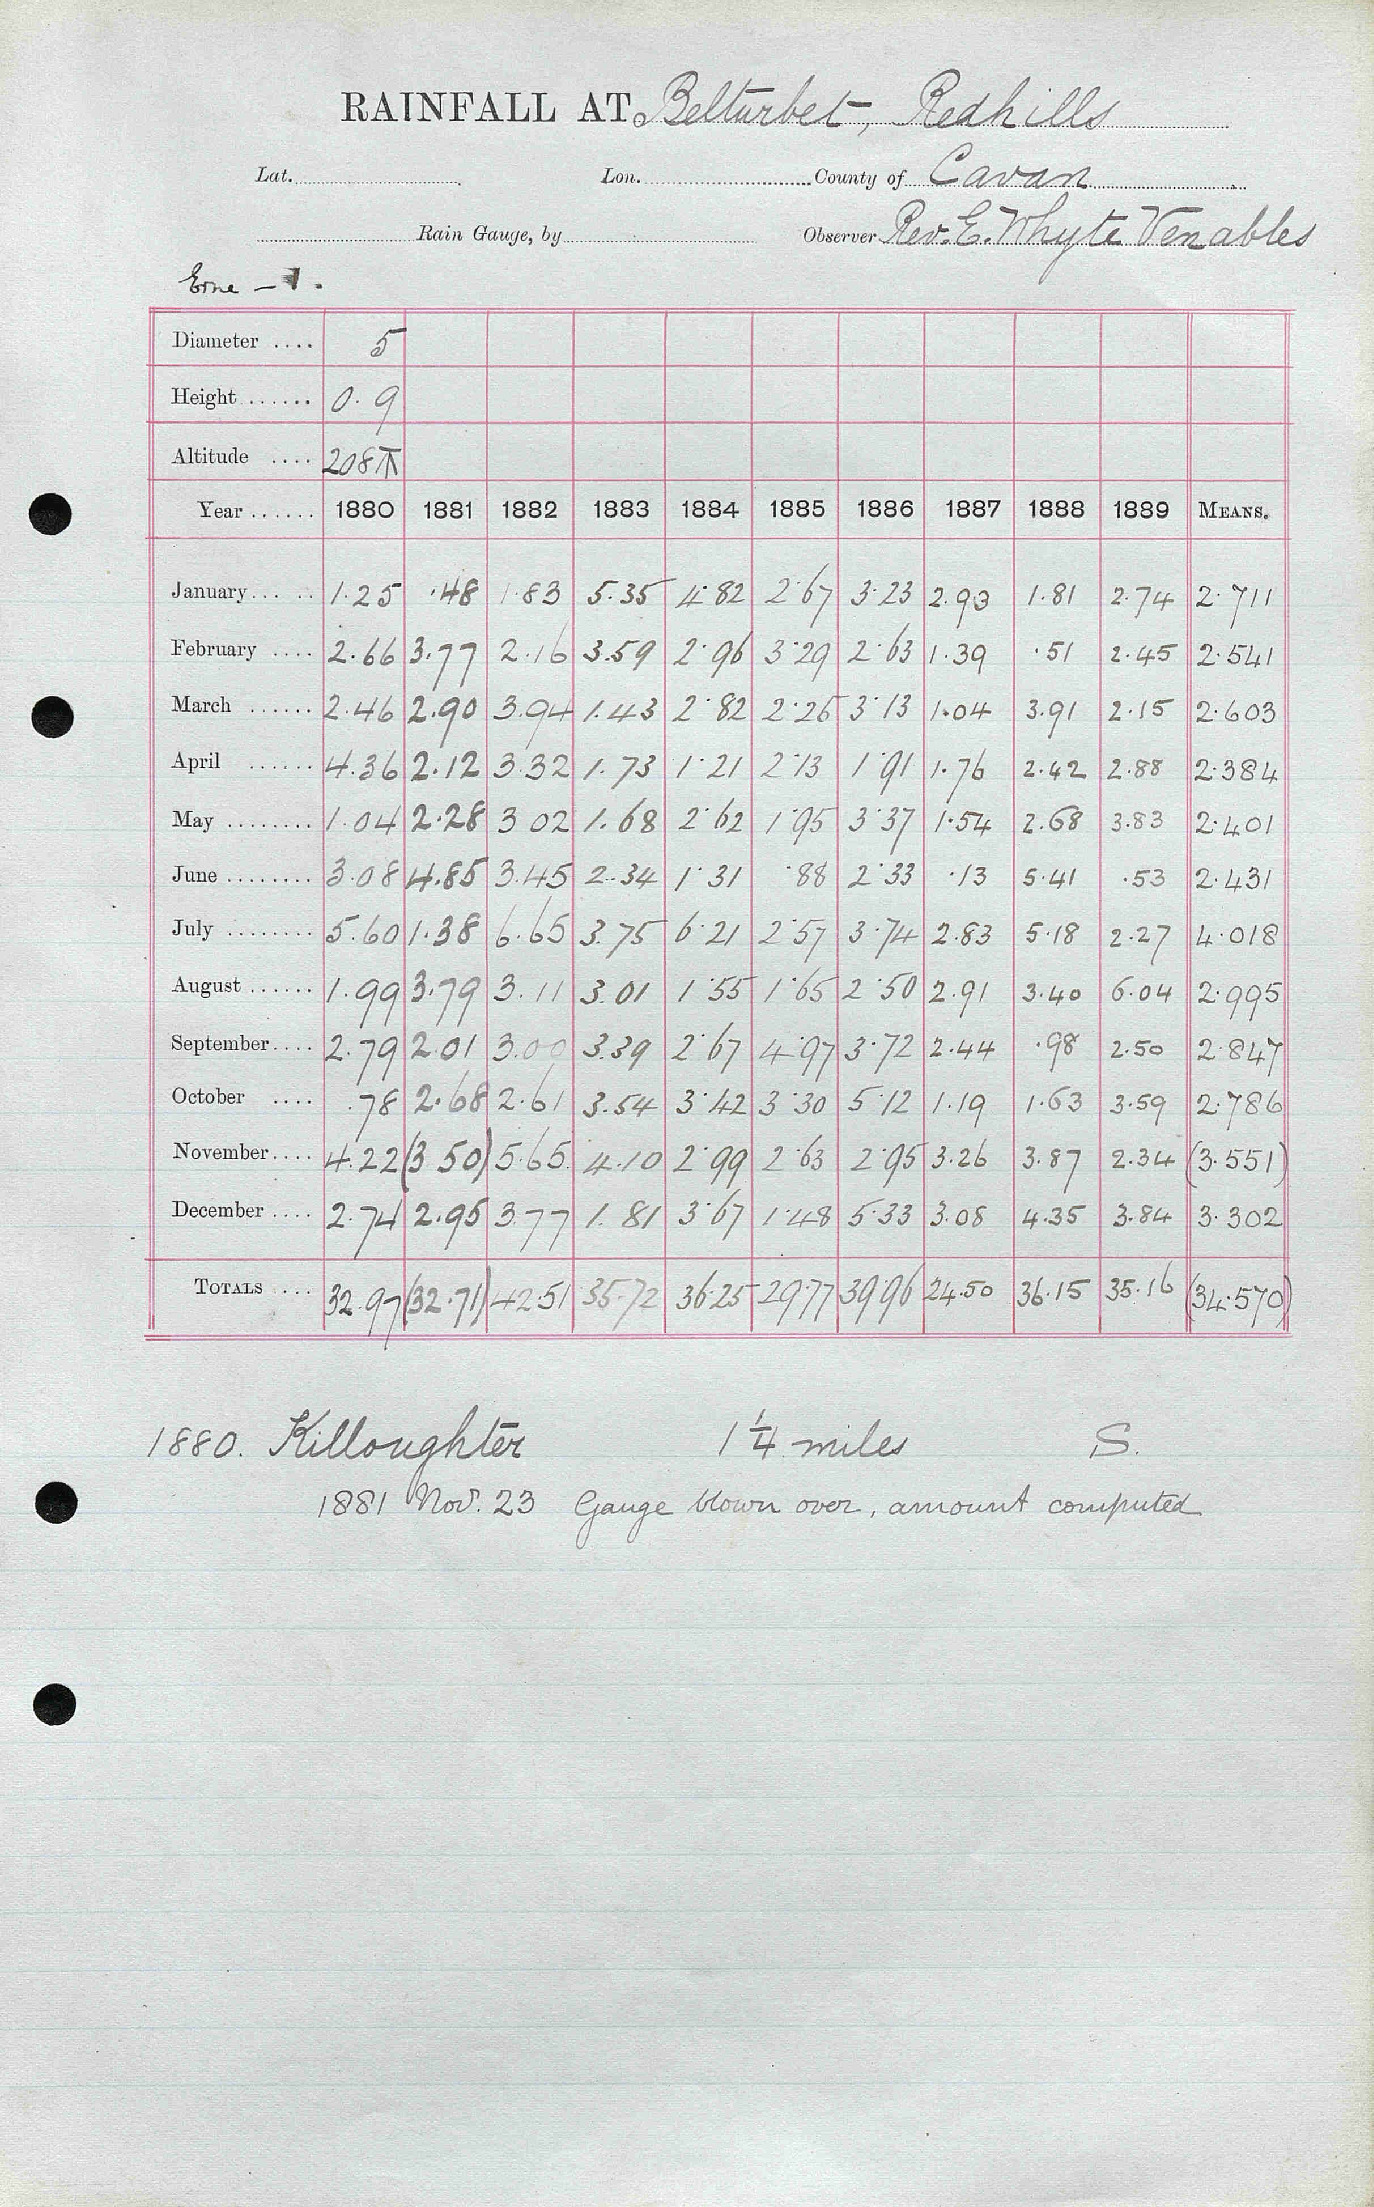 RAINFALL AT Belturbet, Redhills
Lat. Lon. County of Cavan
Rain Gauge, by Observer Rev. E. Whyte Venables
Erne - 1.
Diameter .... 5
Height ...... 0.9
Altitude .... 208 T
Year ...... 1880 1881 1882 1883 1884 1885 1886 1887 1888 1889 MEANS.
January ..... 1.25 .48 1.83 5.35 4.82 2.67 3.23 2.93 1.81 2.74 2.711
February .... 2.66 3.77 2.16 3.59 2.96 3.29 2.63 1.39 .51 2.45 2.541
March ...... 2.46 2.90 3.94 1.43 2.82 2.25 3.13 1.04 3.91 2.15 2.603
April ...... 4.36 2.12 3.32 1.73 1.21 2.13 1.91 1.76 2.42 2.88 2.384
May ........ 1.04 2.28 3 02 1.68 2.62 1.95 3.37 1.54 2.68 3.83 2.401
June ........ 3.08 4.85 3.45 2.34 1.31 .88 2.33 .13 5.41 .53 2.431
July ........ 5.60 1.38 6.65 3.75 6.21 2.57 3.74 2.83 5.18 2.27 4.018
August ...... 1.99 3.79 3.11 3.01 1.55 1.65 2.50 2.91 3.40 6.04 2.995
September .... 2.79 2.01 3.00 3.39 2.67 4.97 3.72 2.44 .98 2.50 2.847
October .... .78 2.68 2.61 3.54 3.42 3.30 5.12 1.19 1.63 3.59 2.786
November .... 4.22 (3 50) 5.65 4.10 2.99 2.63 2.95 3.26 3.87 2.34 (3.551)
December .... 2.74 2.95 3.77 1.81 3.67 1.48 5.33 3.08 4.35 3.84 3.302
TOTALS ... 32.97 (32.71) 42.51 35.72 36.25 29.77 39.96 24.50 36.15 35.16 (34.570)
1880. Killoughter 1 1/4 miles S.
1881 Nov. 23 Gauge blown over, amount computed